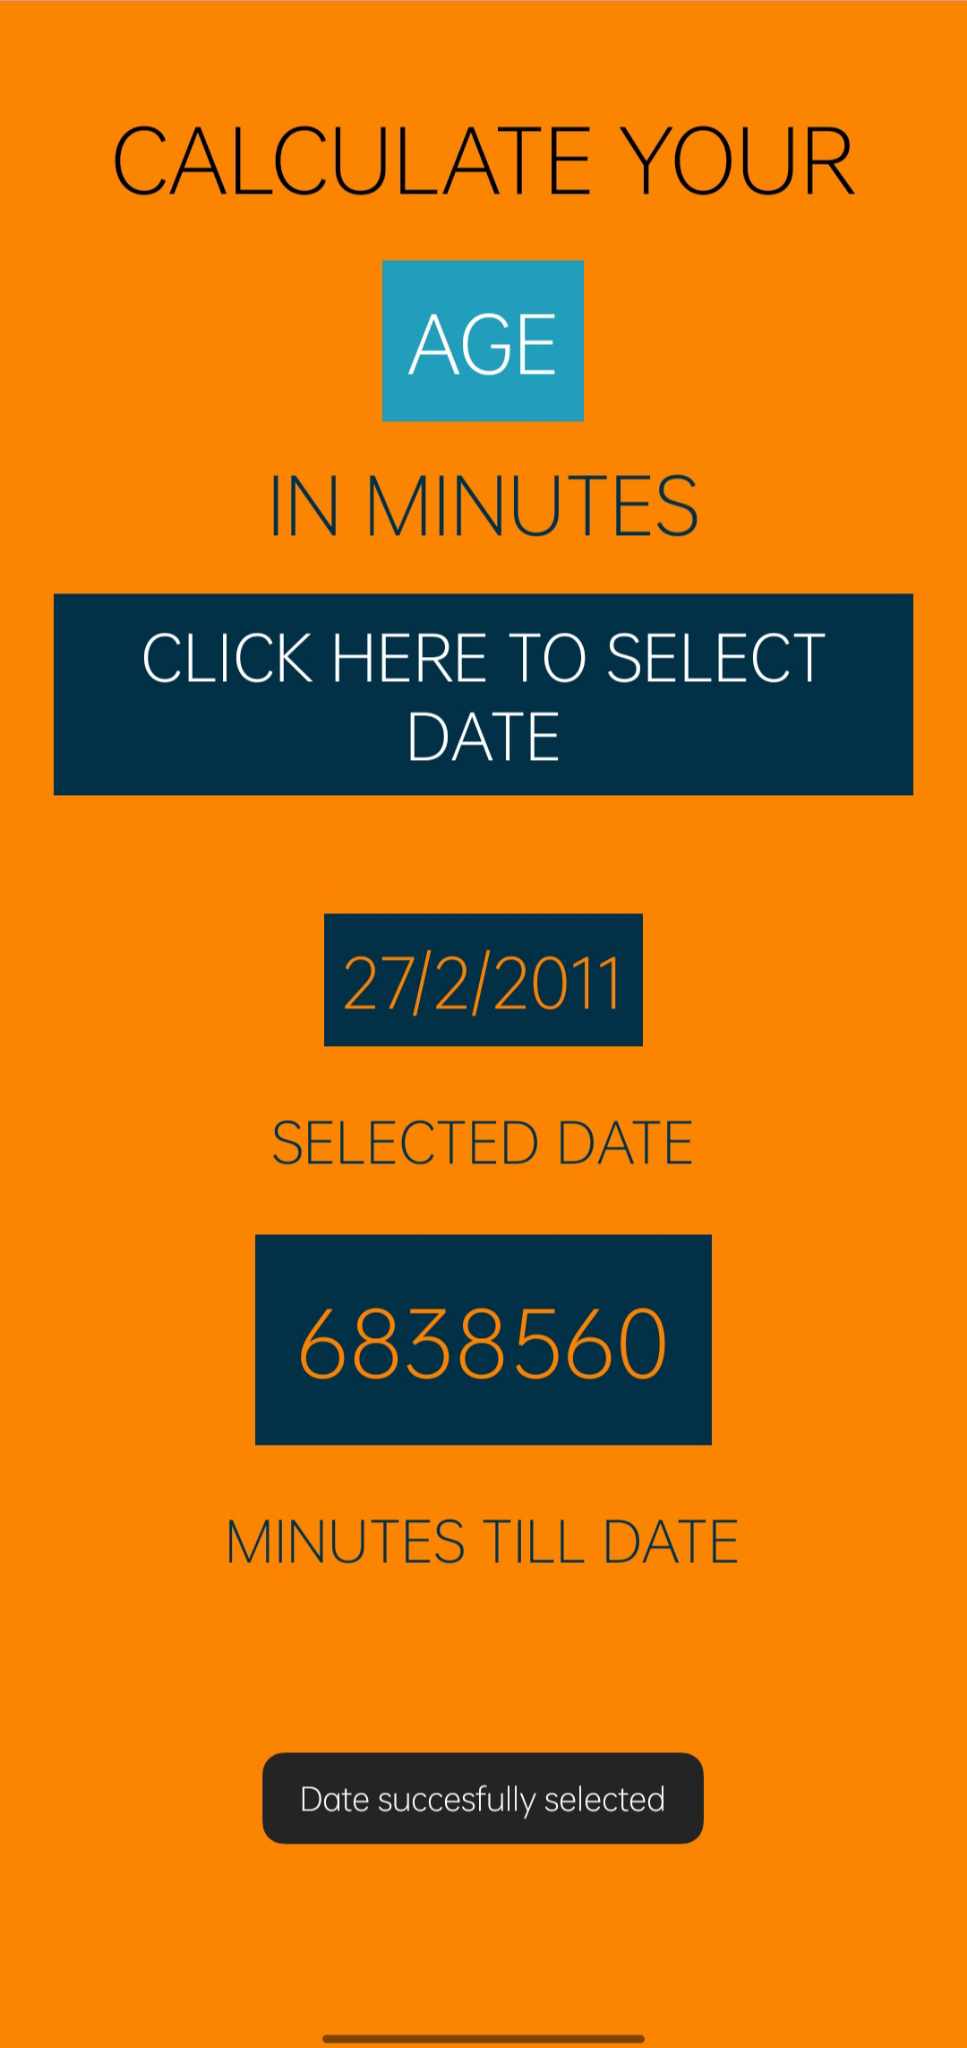 CALCULATE YOUR
AGE
IN MINUTES
CLICK HERE TO SELECT
DATE
27/2/2011
SELECTED DATE
6838560
MINUTES TILL DATE
Date succesfully selected